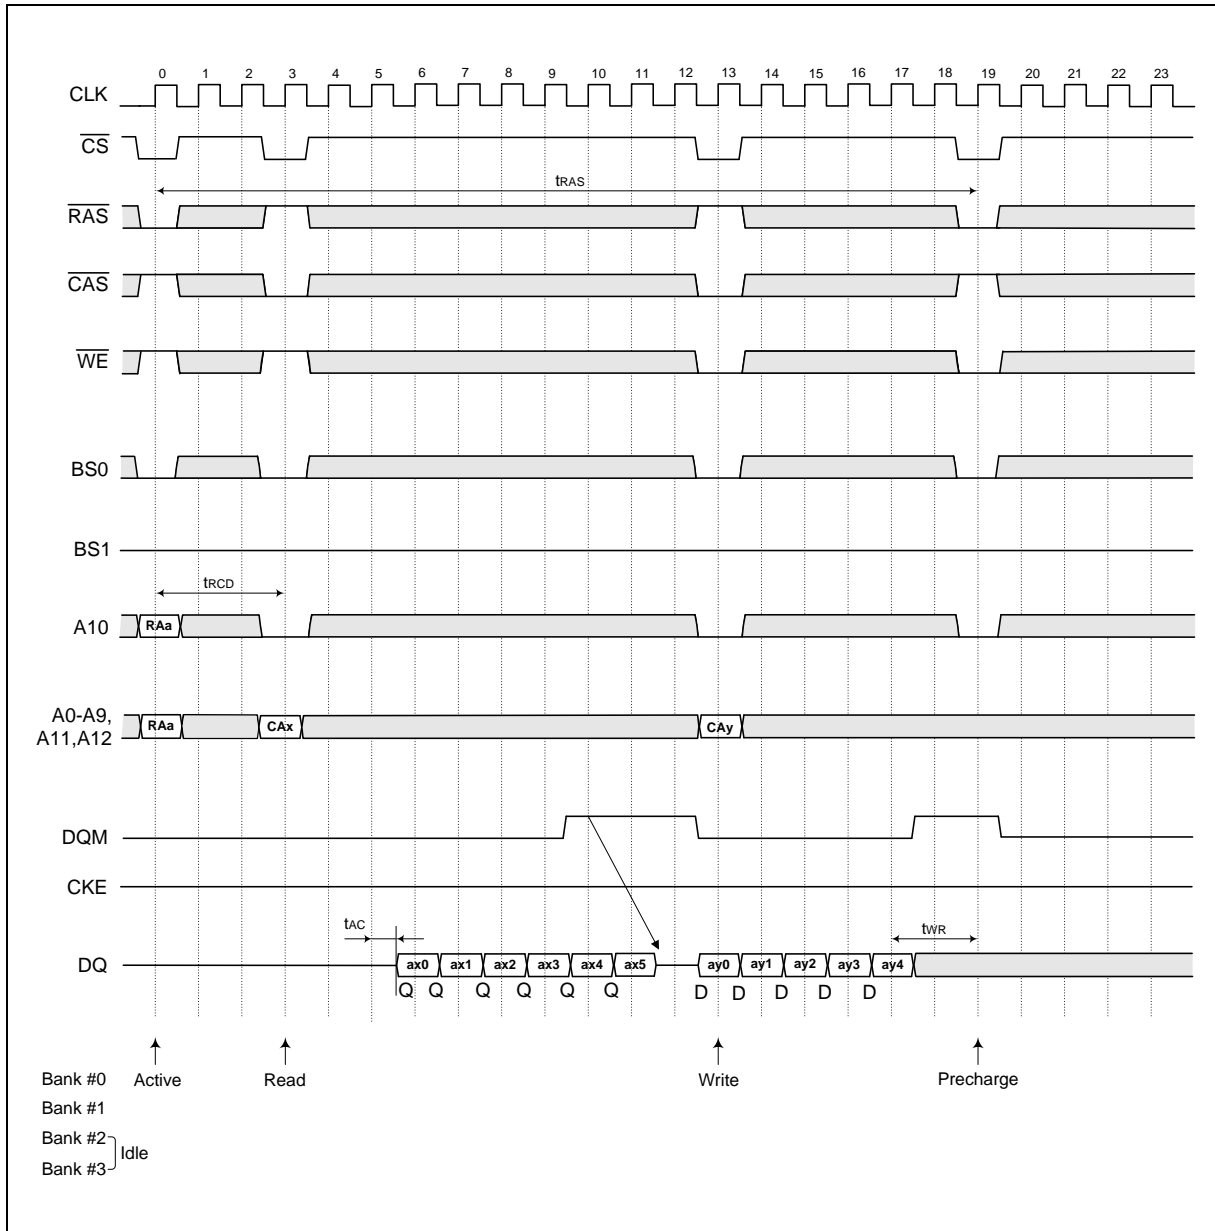 0 1 2 3 4 5 6 7 8 9 10 11 12 13 14 15 16 17 18 19 20 21 22 23
CLK
CS
tRAS
RAS
CAS
WE
BS0
BS1
tRCD
A10 RAa
A0-A9,
A11,A12
RAa CAx CAy
DQM
CKE
tAC tWR
DQ ax0 ax1 ax2 ax3 ax4 ax5 ay0 ay1 ay2 ay3 ay4
Q Q Q Q Q Q D D D D D
Bank #0 Active Read Write Precharge
Bank #1
Bank #2
Idle
Bank #3